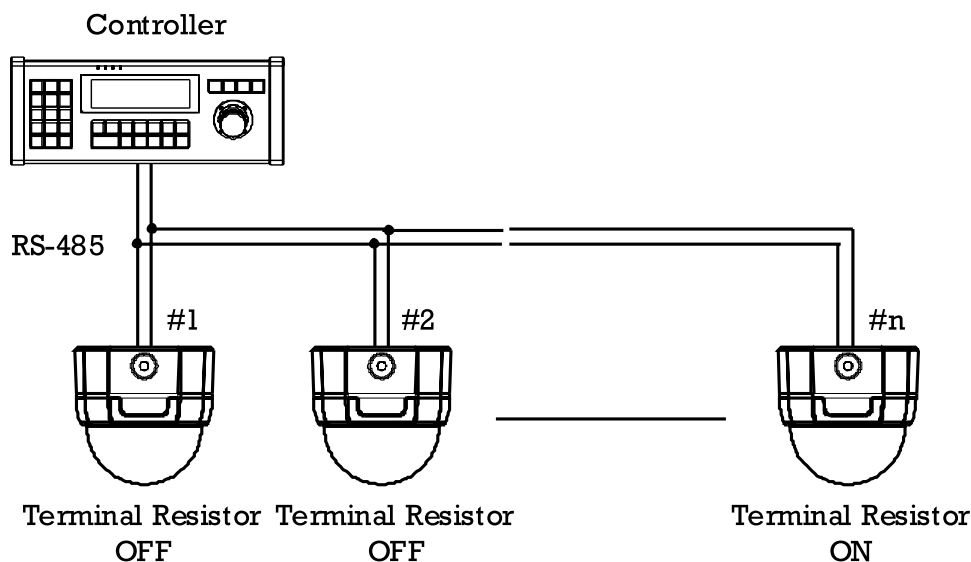 Controller
RS-485
#1
#2
#n
Terminal Resistor
OFF
Terminal Resistor
OFF
Terminal Resistor
ON